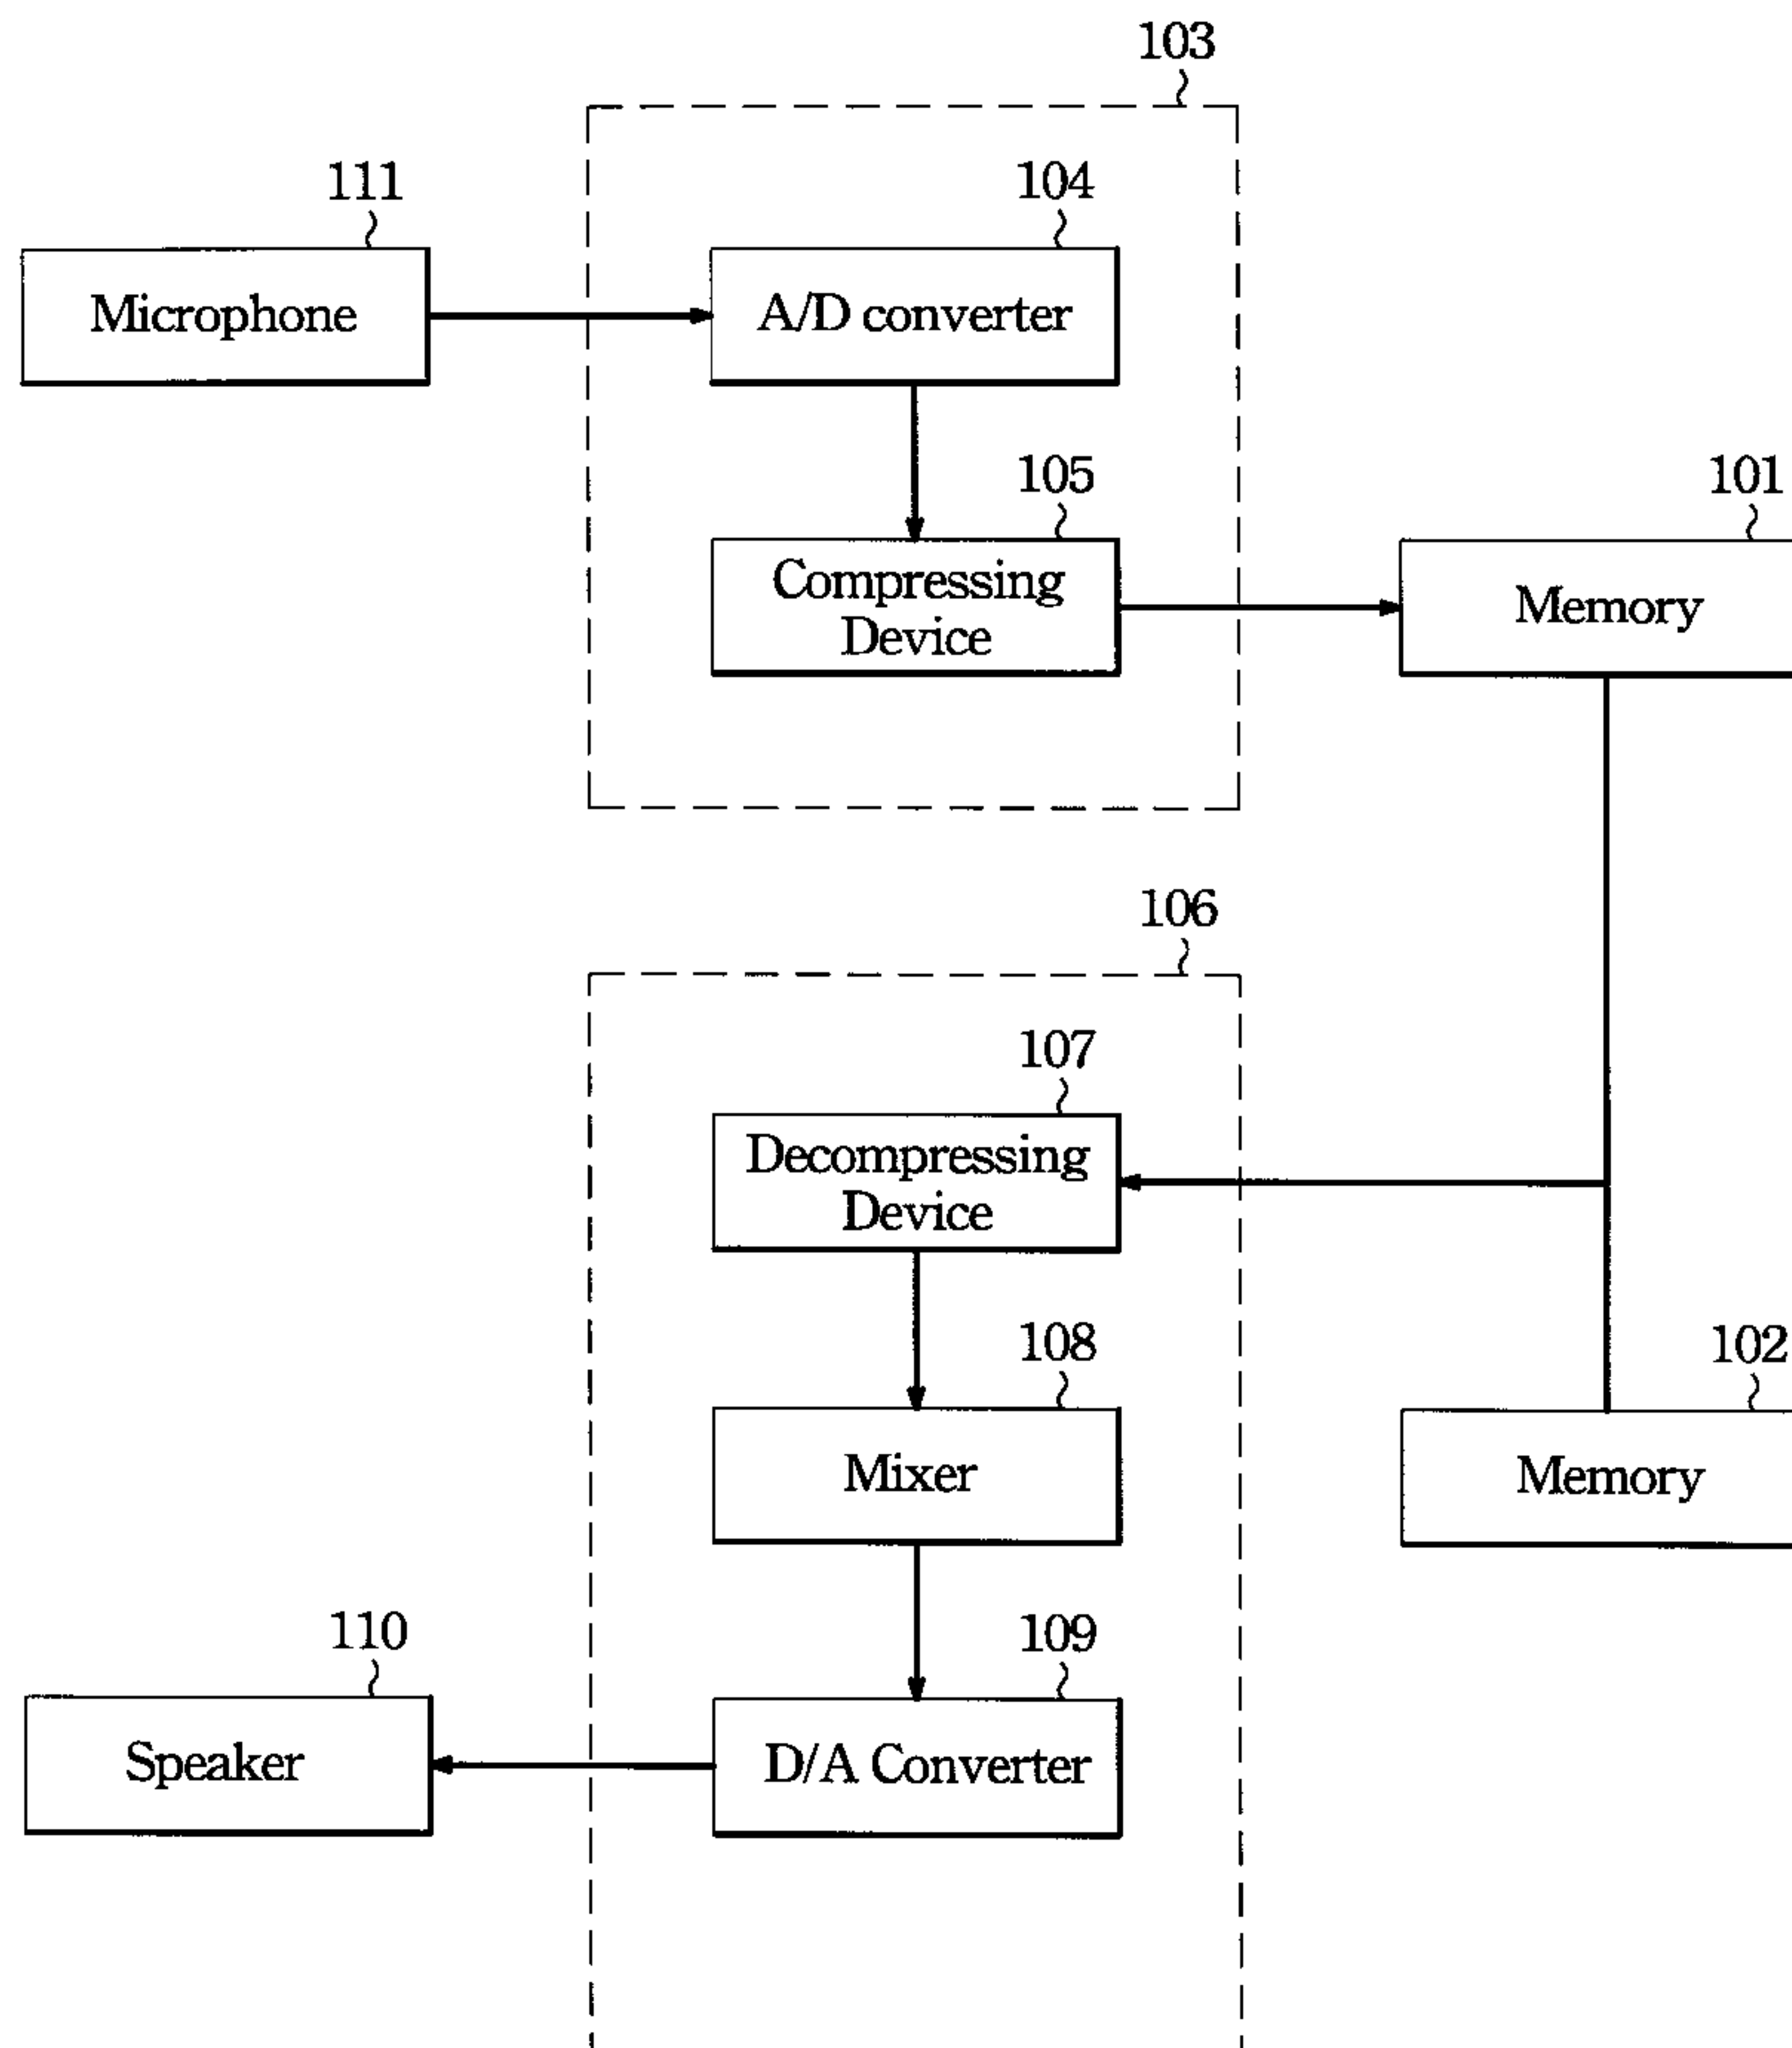 103
111
104
Microphone
A/D converter
105
101
Compressing
Device
Memory
106
107
Decompressing
Device
108
102
Mixer
Memory
110
109
Speaker
D/A Converter